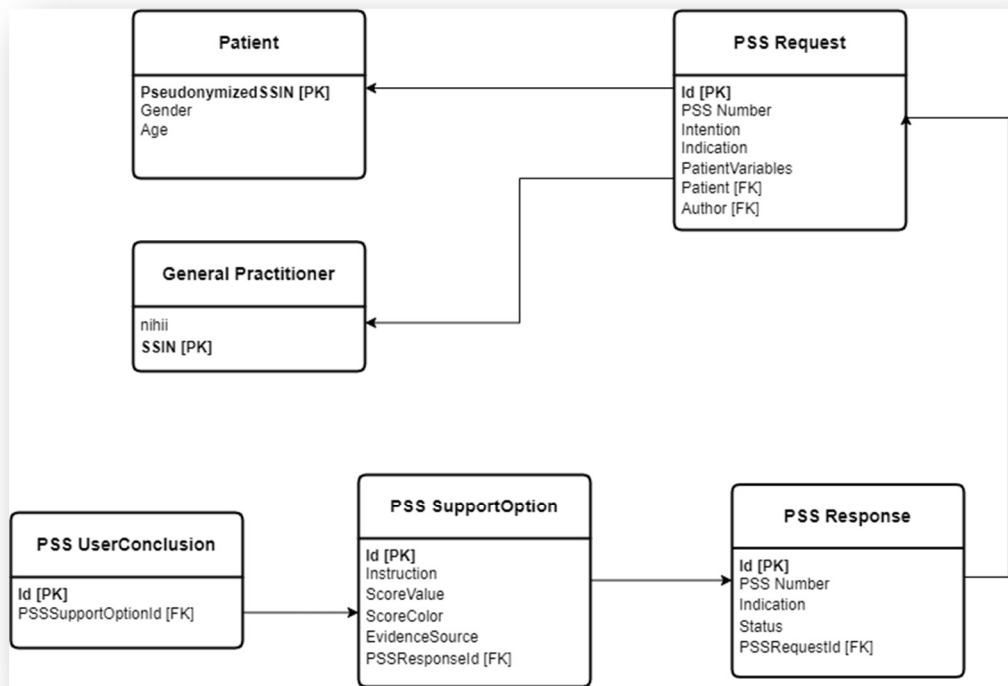 Patient
PseudonymizedSSIN [PK]
Gender
Age
PSS Request
Id [PK]
PSS Number
Intention
Indication
PatientVariables
Patient [FK]
Author [FK]
General Practitioner
nihii
SSIN [PK]
PSS UserConclusion
Id [PK]
PSSSupportOptionId [FK]
PSS SupportOption
Id [PK]
Instruction
ScoreValue
ScoreColor
EvidenceSource
PSSResponseId [FK]
PSS Response
Id [PK]
PSS Number
Indication
Status
PSSRequestId [FK]